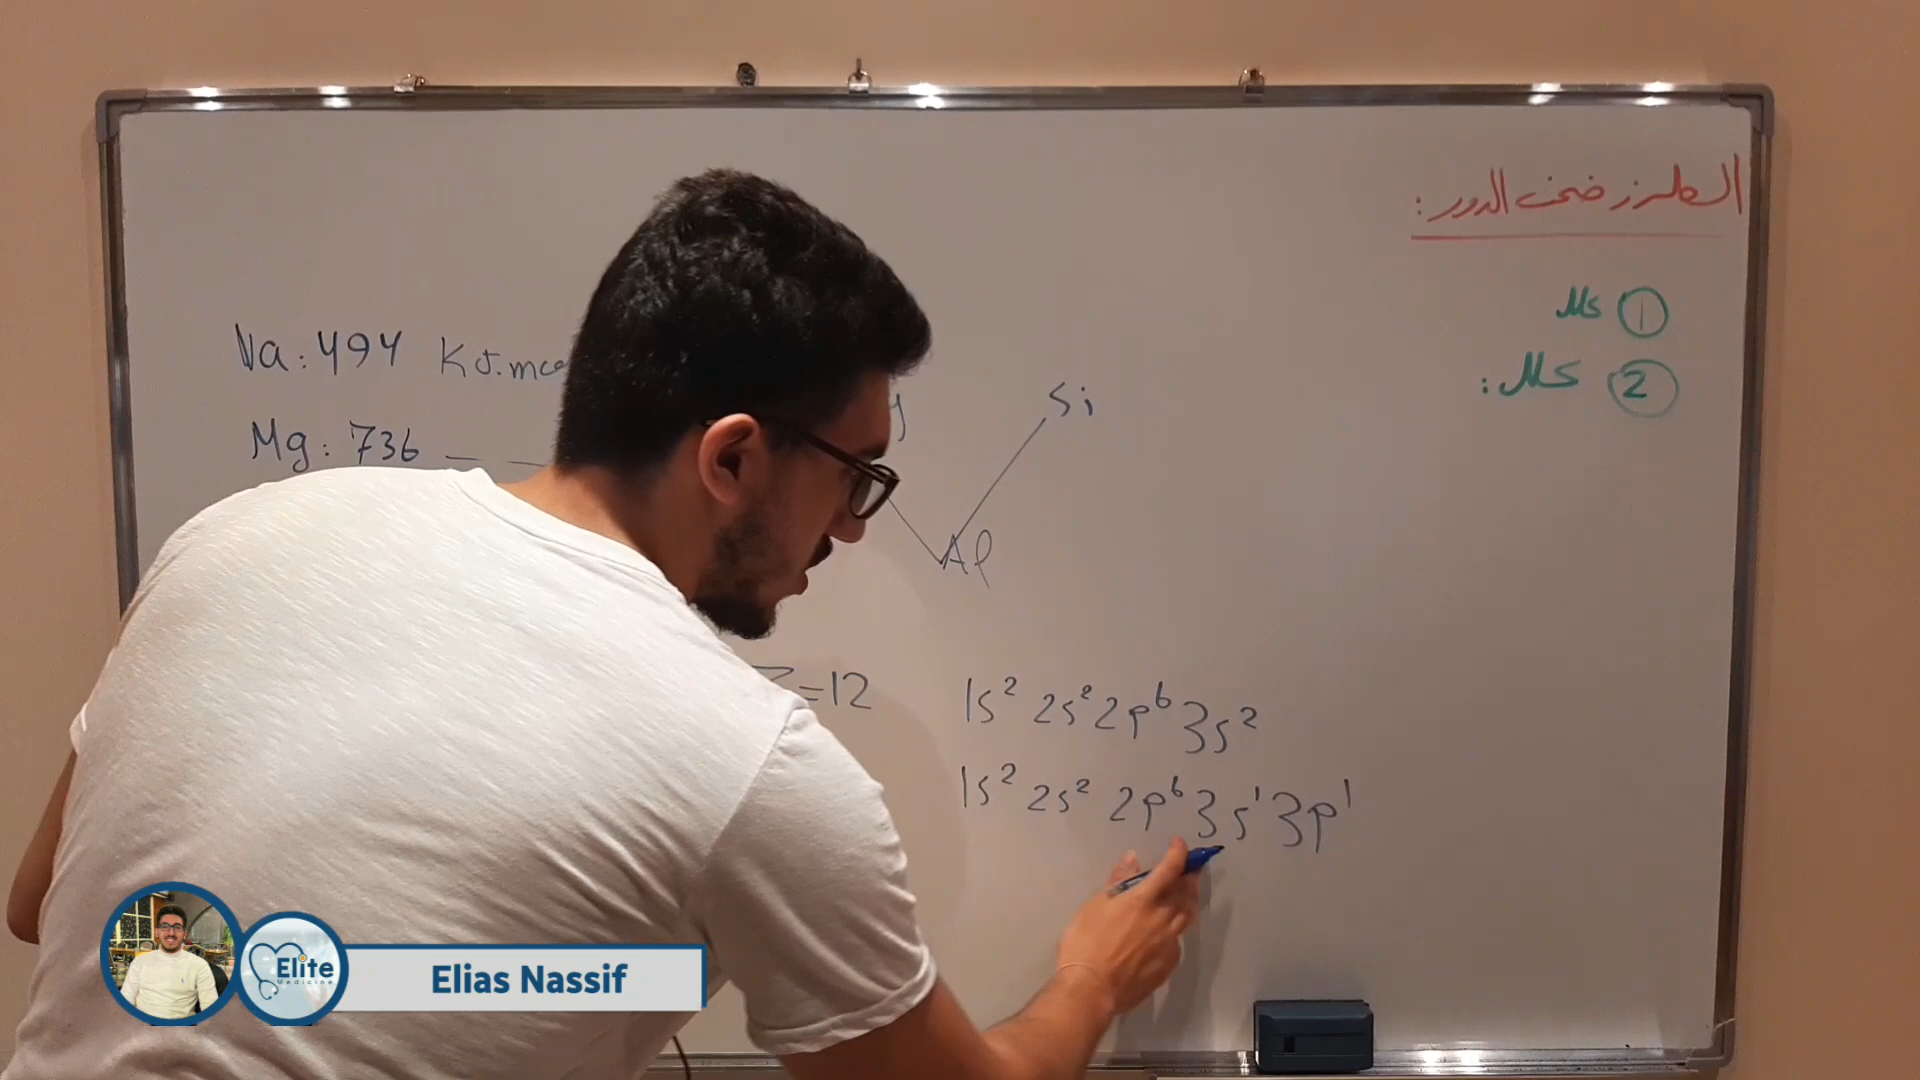 ضمن الدور:
① كلل
② كلل:
Na: 494 KJ.mo
Mg: 736 _ _
Si
Al
Z=12
1s² 2s² 2p⁶ 3s²
1s² 2s² 2p⁶ 3s¹ 3p¹
Elite
Medicine
Elias Nassif